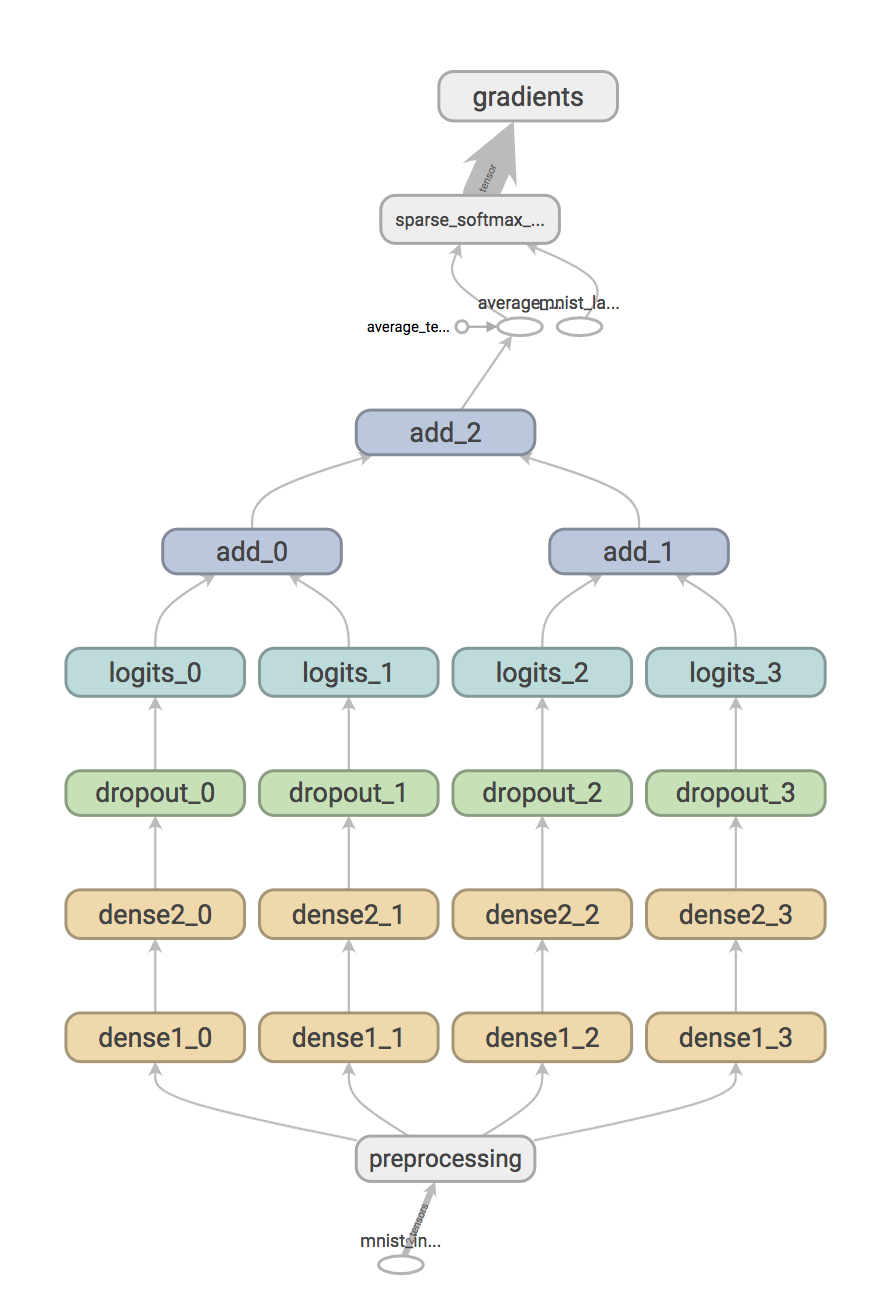 gradients
tensor
sparse_softmax_...
average_...
mnist_la...
average_te...
add_2
add_0
add_1
logits_0
logits_1
logits_2
logits_3
dropout_0
dropout_1
dropout_2
dropout_3
dense2_0
dense2_1
dense2_2
dense2_3
dense1_0
dense1_1
dense1_2
dense1_3
preprocessing
2 tensors
mnist_in...